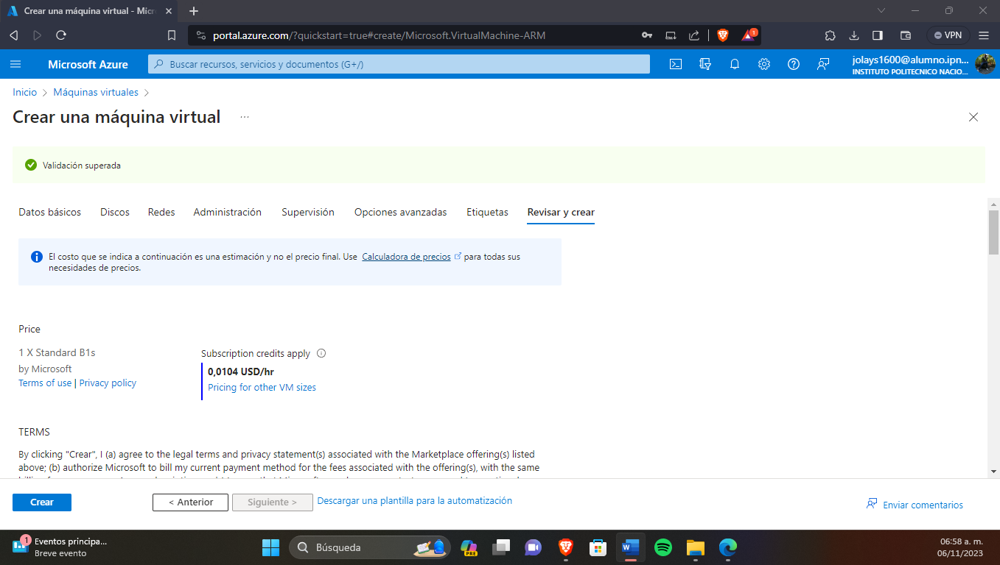 Crear una máquina virtual - Micr
portal.azure.com/?quickstart=true#create/Microsoft.VirtualMachine-ARM
1
VPN
Microsoft Azure
Buscar recursos, servicios y documentos (G+/)
jolays1600@alumno.ipn...
INSTITUTO POLITECNICO NACIO...
Inicio > Máquinas virtuales >
Crear una máquina virtual ...
Validación superada
Datos básicos Discos Redes Administración Supervisión Opciones avanzadas Etiquetas Revisar y crear
El costo que se indica a continuación es una estimación y no el precio final. Use Calculadora de precios para todas sus
necesidades de precios.
Price
1 X Standard B1s
by Microsoft
Terms of use | Privacy policy
Subscription credits apply
0,0104 USD/hr
Pricing for other VM sizes
TERMS
By clicking "Crear", I (a) agree to the legal terms and privacy statement(s) associated with the Marketplace offering(s) listed
above; (b) authorize Microsoft to bill my current payment method for the fees associated with the offering(s), with the same
Crear
< Anterior
Siguiente >
Descargar una plantilla para la automatización
Enviar comentarios
1
Eventos principa...
Breve evento
Búsqueda
PRE
06:58 a. m.
06/11/2023